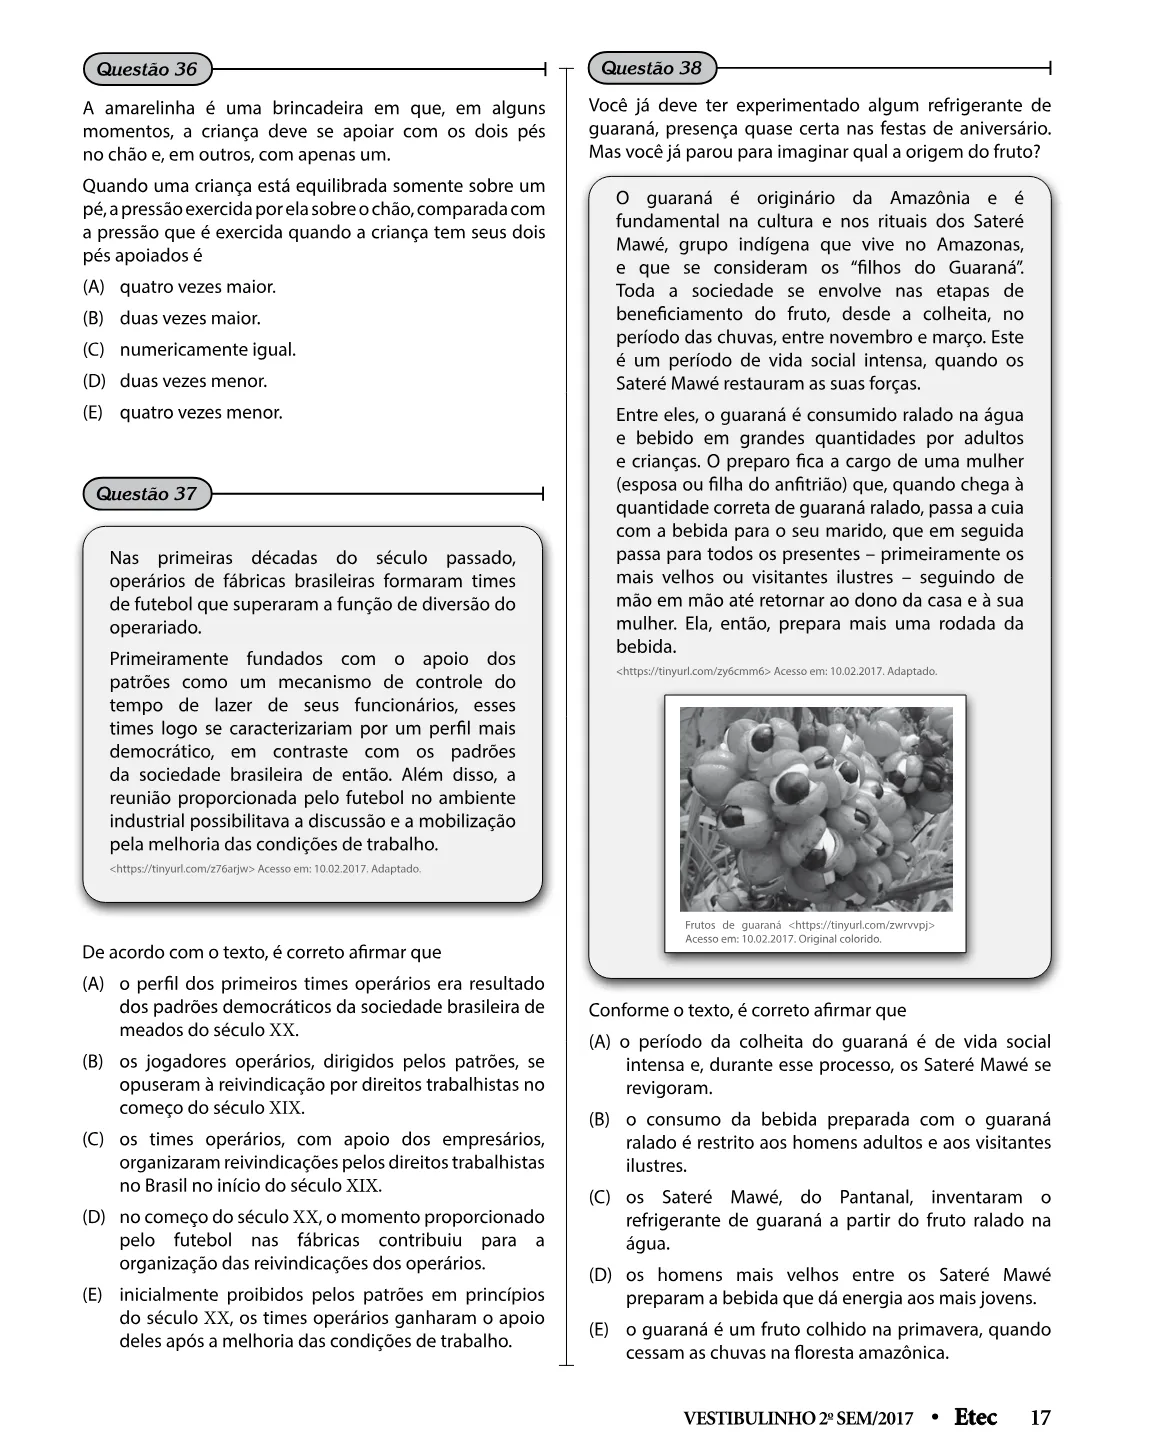 Questão 36
A amarelinha é uma brincadeira em que, em alguns
momentos, a criança deve se apoiar com os dois pés
no chão e, em outros, com apenas um.
Quando uma criança está equilibrada somente sobre um
pé, a pressão exercida por ela sobre o chão, comparada com
a pressão que é exercida quando a criança tem seus dois
pés apoiados é
(A) quatro vezes maior.
(B) duas vezes maior.
(C) numericamente igual.
(D) duas vezes menor.
(E) quatro vezes menor.
Questão 37
Nas primeiras décadas do século passado,
operários de fábricas brasileiras formaram times
de futebol que superaram a função de diversão do
operariado.
Primeiramente fundados com o apoio dos
patrões como um mecanismo de controle do
tempo de lazer de seus funcionários, esses
times logo se caracterizariam por um perfil mais
democrático, em contraste com os padrões
da sociedade brasileira de então. Além disso, a
reunião proporcionada pelo futebol no ambiente
industrial possibilitava a discussão e a mobilização
pela melhoria das condições de trabalho.
<https://tinyurl.com/z76arjw> Acesso em: 10.02.2017. Adaptado.
De acordo com o texto, é correto afirmar que
(A) o perfil dos primeiros times operários era resultado
dos padrões democráticos da sociedade brasileira de
meados do século XX.
(B) os jogadores operários, dirigidos pelos patrões, se
opuseram à reivindicação por direitos trabalhistas no
começo do século XIX.
(C) os times operários, com apoio dos empresários,
organizaram reivindicações pelos direitos trabalhistas
no Brasil no início do século XIX.
(D) no começo do século XX, o momento proporcionado
pelo futebol nas fábricas contribuiu para a
organização das reivindicações dos operários.
(E) inicialmente proibidos pelos patrões em princípios
do século XX, os times operários ganharam o apoio
deles após a melhoria das condições de trabalho.
Questão 38
Você já deve ter experimentado algum refrigerante de
guaraná, presença quase certa nas festas de aniversário.
Mas você já parou para imaginar qual a origem do fruto?
O guaraná é originário da Amazônia e é
fundamental na cultura e nos rituais dos Sateré
Mawé, grupo indígena que vive no Amazonas,
e que se consideram os “filhos do Guaraná”.
Toda a sociedade se envolve nas etapas de
beneficiamento do fruto, desde a colheita, no
período das chuvas, entre novembro e março. Este
é um período de vida social intensa, quando os
Sateré Mawé restauram as suas forças.
Entre eles, o guaraná é consumido ralado na água
e bebido em grandes quantidades por adultos
e crianças. O preparo fica a cargo de uma mulher
(esposa ou filha do anfitrião) que, quando chega à
quantidade correta de guaraná ralado, passa a cuia
com a bebida para o seu marido, que em seguida
passa para todos os presentes – primeiramente os
mais velhos ou visitantes ilustres – seguindo de
mão em mão até retornar ao dono da casa e à sua
mulher. Ela, então, prepara mais uma rodada da
bebida.
<https://tinyurl.com/zy6cmm6> Acesso em: 10.02.2017. Adaptado.
Frutos de guaraná <https://tinyurl.com/zwrvvpj>
Acesso em: 10.02.2017. Original colorido.
Conforme o texto, é correto afirmar que
(A) o período da colheita do guaraná é de vida social
intensa e, durante esse processo, os Sateré Mawé se
revigoram.
(B) o consumo da bebida preparada com o guaraná
ralado é restrito aos homens adultos e aos visitantes
ilustres.
(C) os Sateré Mawé, do Pantanal, inventaram o
refrigerante de guaraná a partir do fruto ralado na
água.
(D) os homens mais velhos entre os Sateré Mawé
preparam a bebida que dá energia aos mais jovens.
(E) o guaraná é um fruto colhido na primavera, quando
cessam as chuvas na floresta amazônica.
VESTIBULINHO 2º SEM/2017 • Etec 17